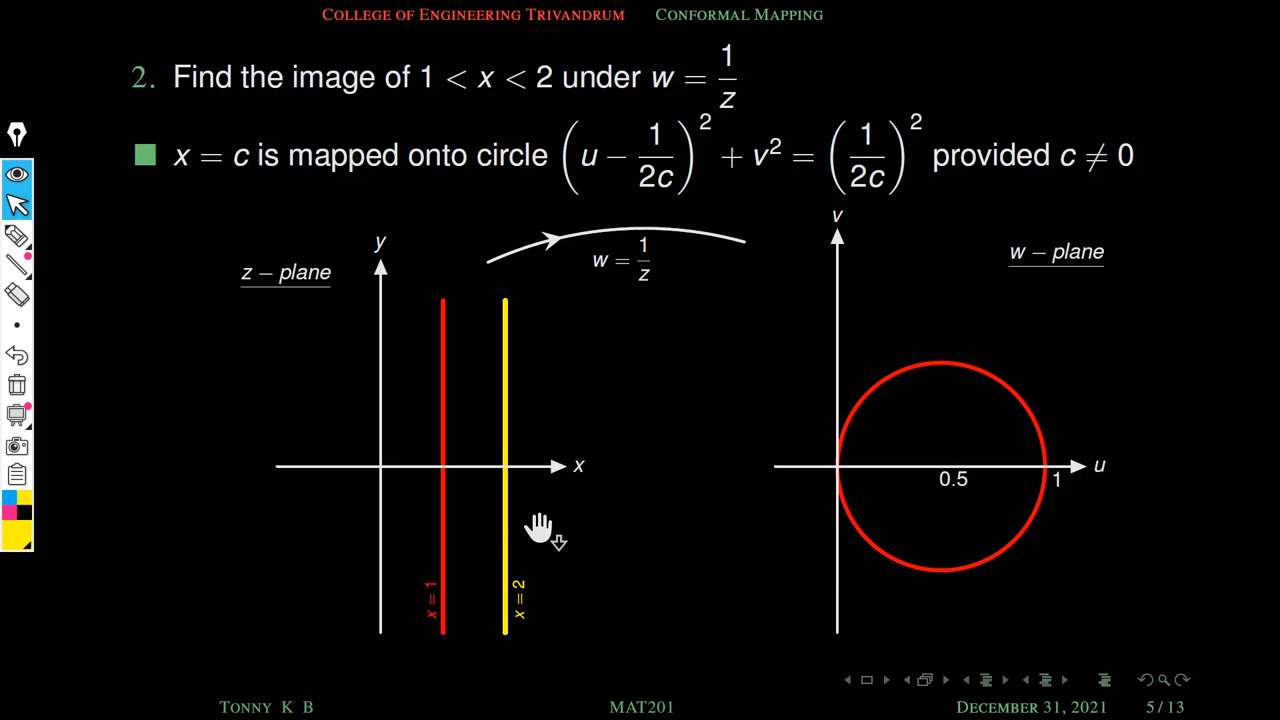 COLLEGE OF ENGINEERING TRIVANDRUM CONFORMAL MAPPING
2. Find the image of 1 < x < 2 under w = 1/z
x = c is mapped onto circle (u − 1/2c)² + v² = (1/2c)² provided c ≠ 0
z − plane
y
w = 1/z
v
w − plane
x
u
0.5
1
x = 1
x = 2
TONNY K B MAT201 DECEMBER 31, 2021 5 / 13